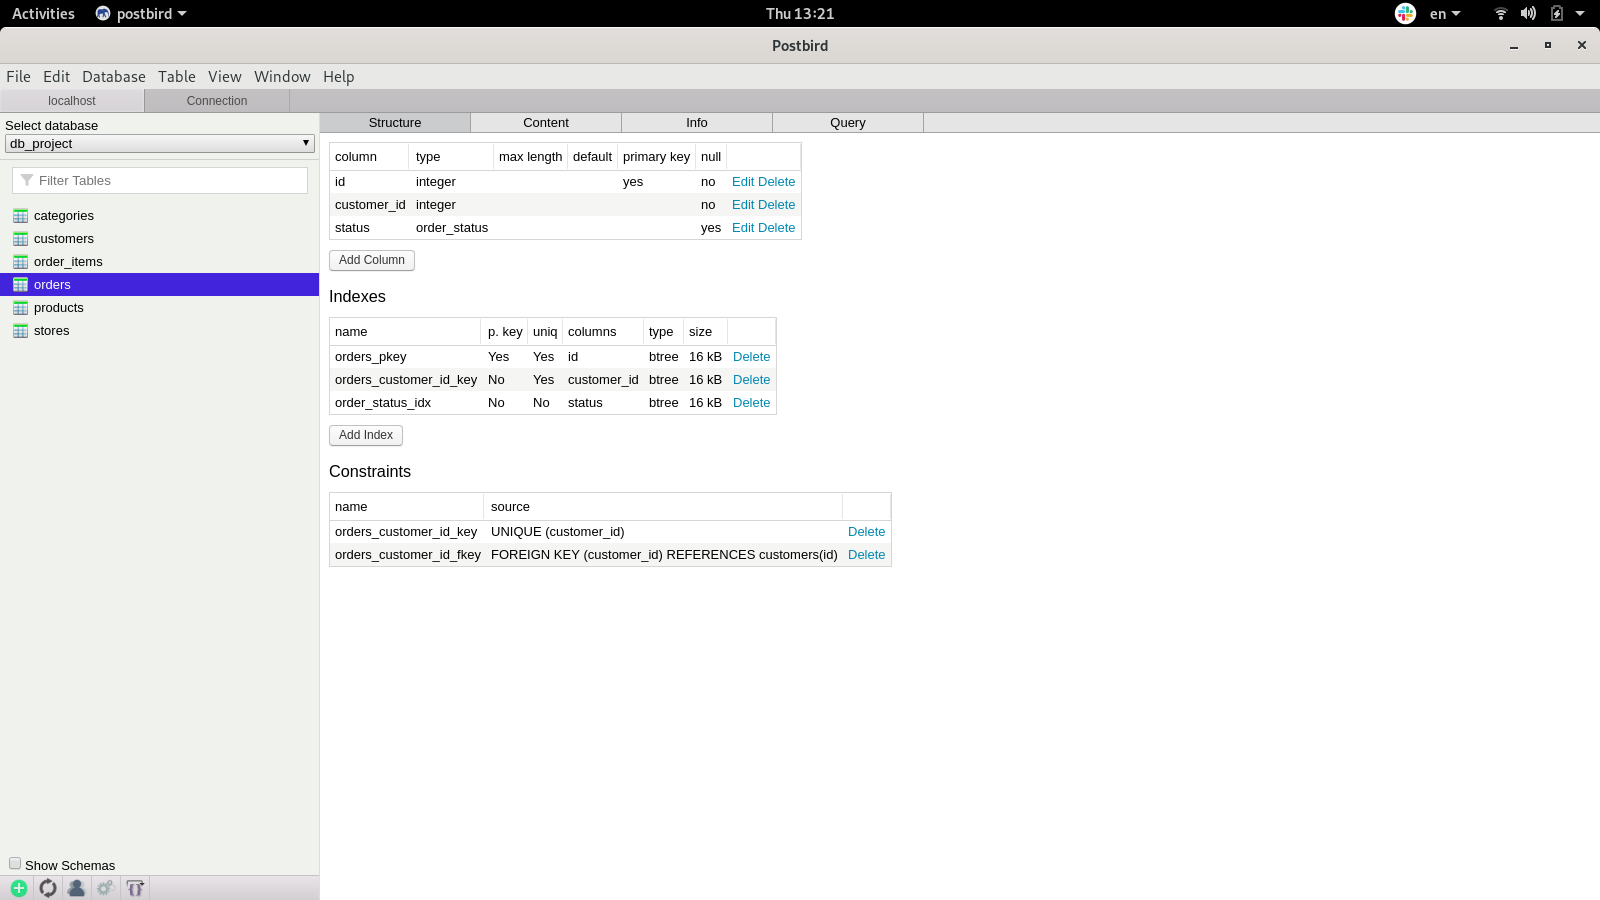 Activities postbird Thu 13:21 en
Postbird
File Edit Database Table View Window Help
localhost Connection
Select database
db_project
Filter Tables
categories
customers
order_items
orders
products
stores
Show Schemas
Structure Content Info Query
column type max length default primary key null
id integer yes no Edit Delete
customer_id integer no Edit Delete
status order_status yes Edit Delete
Add Column
Indexes
name p. key uniq columns type size
orders_pkey Yes Yes id btree 16 kB Delete
orders_customer_id_key No Yes customer_id btree 16 kB Delete
order_status_idx No No status btree 16 kB Delete
Add Index
Constraints
name source
orders_customer_id_key UNIQUE (customer_id) Delete
orders_customer_id_fkey FOREIGN KEY (customer_id) REFERENCES customers(id) Delete